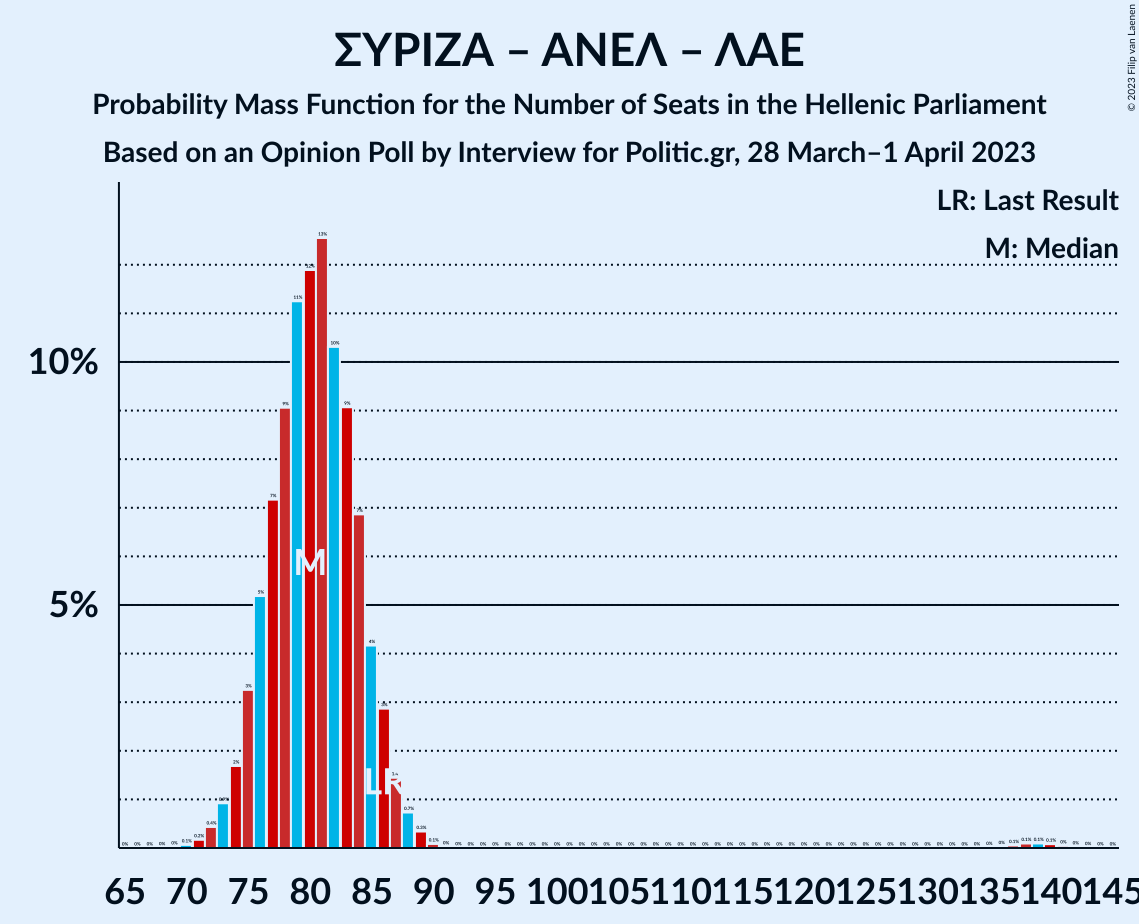 ΣΥΡΙΖΑ – ΑΝΕΛ – ΛΑΕ
Probability Mass Function for the Number of Seats in the Hellenic Parliament
Based on an Opinion Poll by Interview for Politic.gr, 28 March–1 April 2023
© 2023 Filip van Laenen
LR: Last Result
M: Median
10%
5%
M
LR
65 70 75 80 85 90 95 100 105 110 115 120 125 130 135 140 145